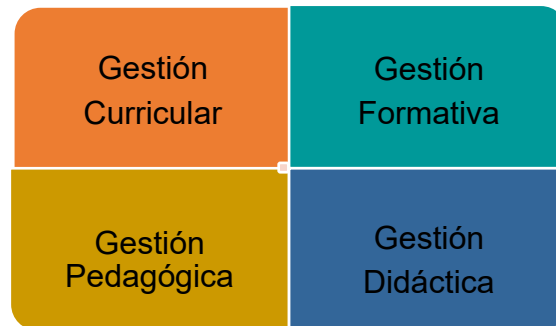 Gestión
Curricular
Gestión
Formativa
Gestión
Pedagógica
Gestión
Didáctica